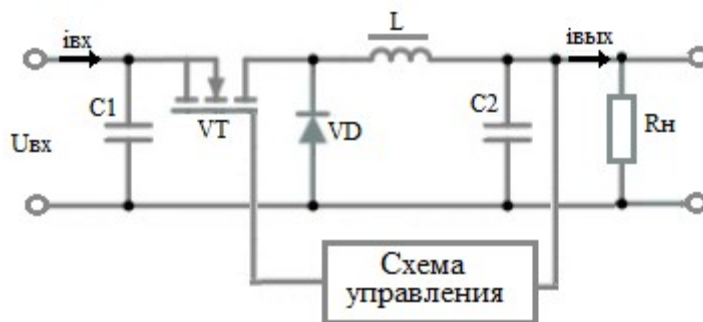 iвх
L
iвых
C1
C2
Uвх
VT
VD
Rн
Схема
управления